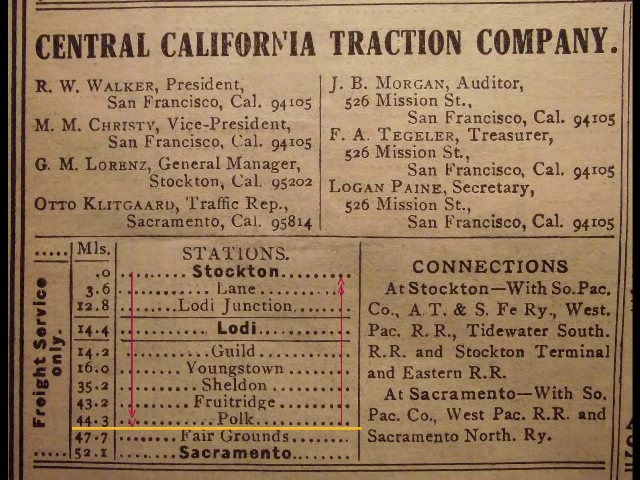 CENTRAL CALIFORNIA TRACTION COMPANY.
R. W. WALKER, President,
San Francisco, Cal. 94105
M. M. CHRISTY, Vice-President,
San Francisco, Cal. 94105
G. M. LORENZ, General Manager,
Stockton, Cal. 95202
OTTO KLITGAARD, Traffic Rep.,
Sacramento, Cal. 95814
J. B. MORGAN, Auditor,
526 Mission St.,
San Francisco, Cal. 94105
F. A. TEGELER, Treasurer,
526 Mission St.,
San Francisco, Cal. 94105
LOGAN PAINE, Secretary,
526 Mission St.,
San Francisco, Cal. 94105
Freight Service
only.
Mls. STATIONS.
.0 ........Stockton..........
3.6 ..........Lane............
12.8 .......Lodi Junction........
14.4 ...........Lodi............
14.2 ..........Guild...........
16.0 .......Youngstown........
35.2 .........Sheldon.........
43.2 ........Fruitridge........
44.3 ...........Polk............
47.7 .......Fair Grounds.......
52.1 .......Sacramento........
CONNECTIONS
At Stockton—With So.Pac.
Co., A. T. & S. Fe Ry., West.
Pac. R. R., Tidewater South.
R.R. and Stockton Terminal
and Eastern R.R.
At Sacramento—With So.
Pac. Co., West Pac. R.R. and
Sacramento North. Ry.